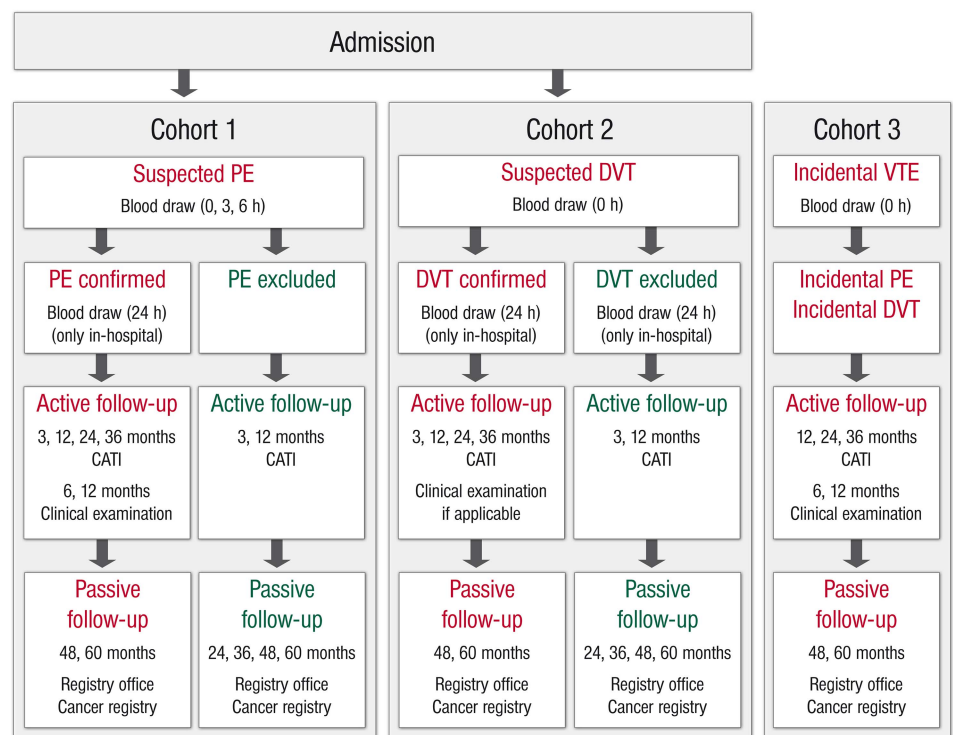 Admission
Cohort 1
Suspected PE
Blood draw (0, 3, 6 h)
PE confirmed
Blood draw (24 h)
(only in-hospital)
PE excluded
Active follow-up
3, 12, 24, 36 months
CATI
6, 12 months
Clinical examination
Active follow-up
3, 12 months
CATI
Passive
follow-up
48, 60 months
Registry office
Cancer registry
Passive
follow-up
24, 36, 48, 60 months
Registry office
Cancer registry
Cohort 2
Suspected DVT
Blood draw (0 h)
DVT confirmed
Blood draw (24 h)
(only in-hospital)
DVT excluded
Blood draw (24 h)
(only in-hospital)
Active follow-up
3, 12, 24, 36 months
CATI
Clinical examination
if applicable
Active follow-up
3, 12 months
CATI
Passive
follow-up
48, 60 months
Registry office
Cancer registry
Passive
follow-up
24, 36, 48, 60 months
Registry office
Cancer registry
Cohort 3
Incidental VTE
Blood draw (0 h)
Incidental PE
Incidental DVT
Active follow-up
12, 24, 36 months
CATI
6, 12 months
Clinical examination
Passive
follow-up
48, 60 months
Registry office
Cancer registry